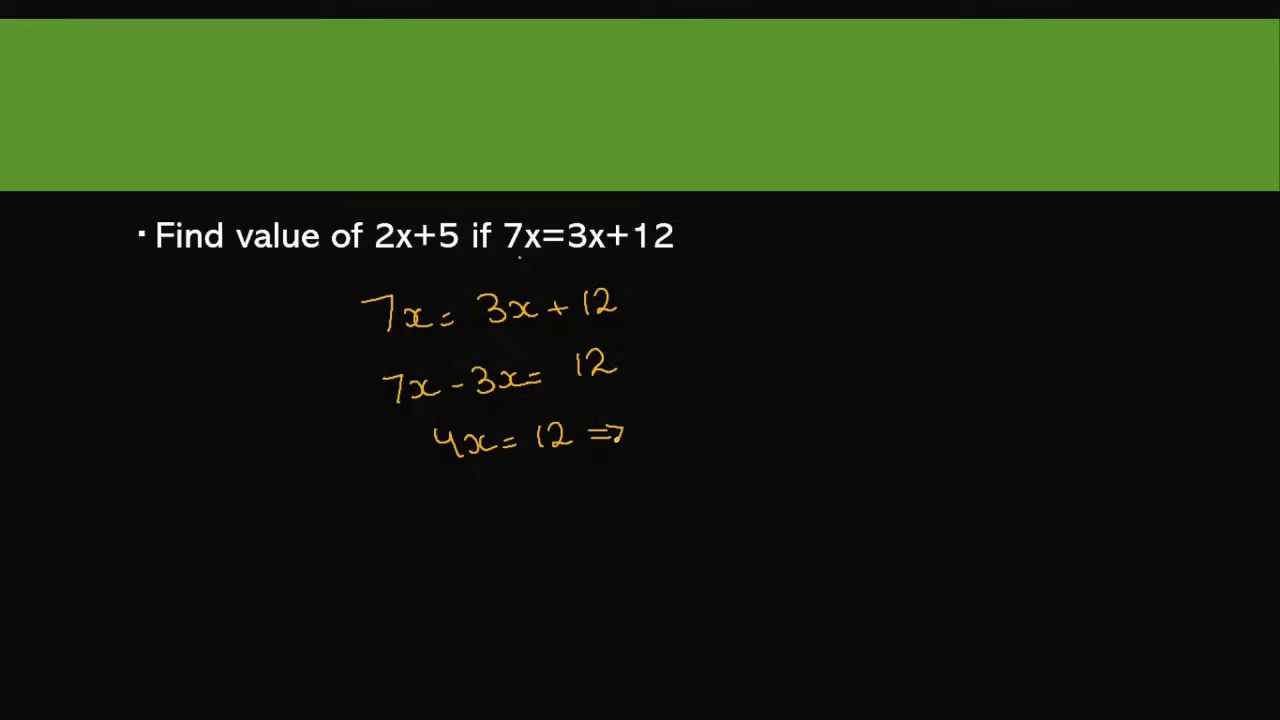 · Find value of 2x+5 if 7x=3x+12
7x = 3x + 12
7x - 3x = 12
4x = 12 ⇒